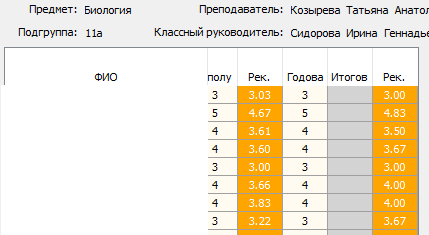 Предмет: Биология Преподаватель: Козырева Татьяна Анатол
Подгруппа: 11а Классный руководитель: Сидорова Ирина Геннадье
ФИО полу Рек. Годова Итогов Рек.
3 3.03 3 3.00
5 4.67 5 4.83
4 3.61 4 3.50
4 3.60 4 3.67
3 3.00 3 3.00
4 3.66 4 4.00
4 3.83 4 4.00
3 3.22 3 3.67